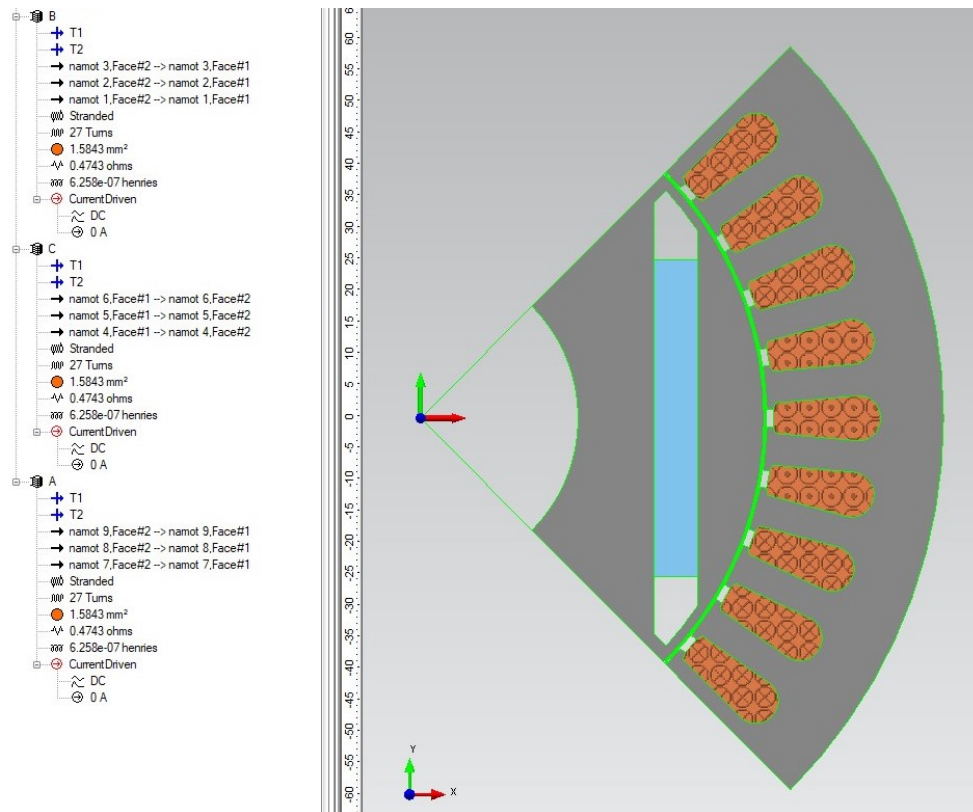 B
T1
T2
namot 3,Face#2 --> namot 3,Face#1
namot 2,Face#2 --> namot 2,Face#1
namot 1,Face#2 --> namot 1,Face#1
Stranded
27 Turns
1.5843 mm²
0.4743 ohms
6.258e-07 henries
CurrentDriven
DC
0 A
C
T1
T2
namot 6,Face#1 --> namot 6,Face#2
namot 5,Face#1 --> namot 5,Face#2
namot 4,Face#1 --> namot 4,Face#2
Stranded
27 Turns
1.5843 mm²
0.4743 ohms
6.258e-07 henries
CurrentDriven
DC
0 A
A
T1
T2
namot 9,Face#2 --> namot 9,Face#1
namot 8,Face#2 --> namot 8,Face#1
namot 7,Face#2 --> namot 7,Face#1
Stranded
27 Turns
1.5843 mm²
0.4743 ohms
6.258e-07 henries
CurrentDriven
DC
0 A
60
55
50
45
40
35
30
25
20
15
10
5
0
-5
-10
-15
-20
-25
-30
-35
-40
-45
-50
-55
-60
Y
X